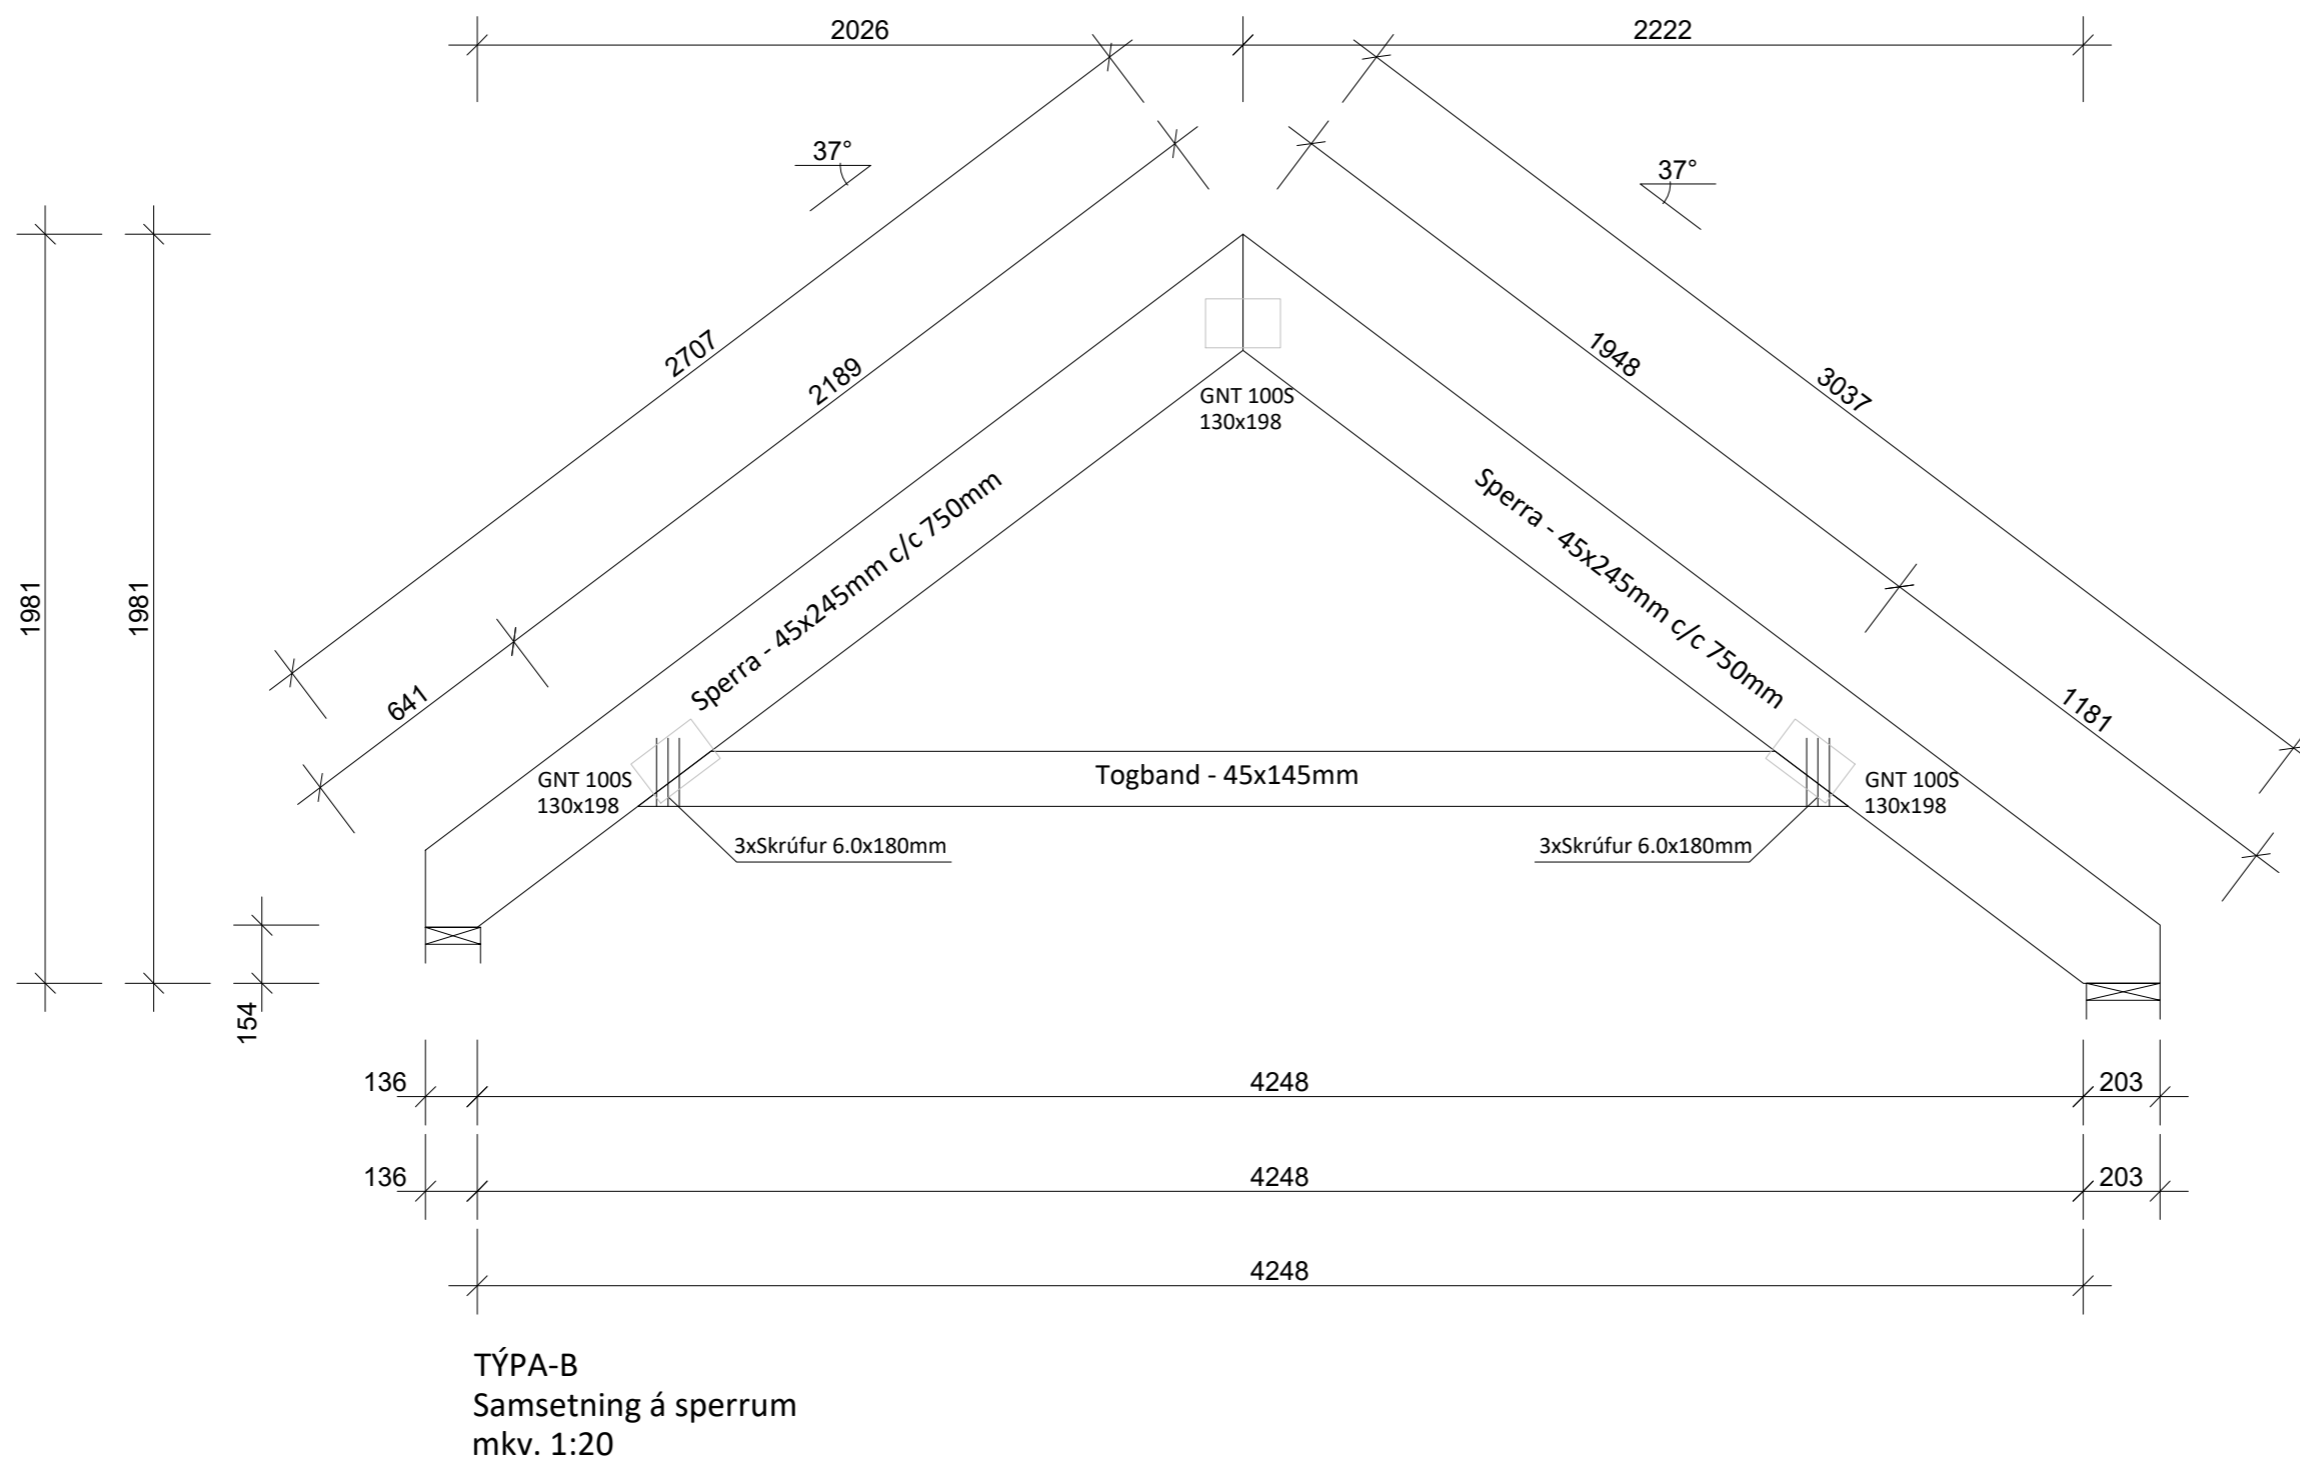 2026
2222
37°
37°
2707
2189
1948
3037
1981
1981
GNT 100S
130x198
Sperra - 45x245mm c/c 750mm
Sperra - 45x245mm c/c 750mm
641
1181
GNT 100S
130x198
Togband - 45x145mm
GNT 100S
130x198
3xSkrúfur 6.0x180mm
3xSkrúfur 6.0x180mm
154
136
4248
203
136
4248
203
4248
TÝPA-B
Samsetning á sperrum
mkv. 1:20